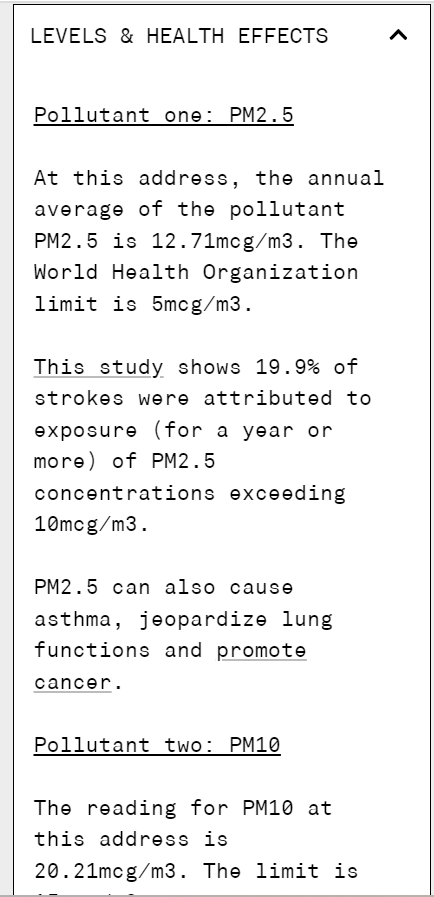 LEVELS & HEALTH EFFECTS
Pollutant one: PM2.5
At this address, the annual
average of the pollutant
PM2.5 is 12.71mcg/m3. The
World Health Organization
limit is 5mcg/m3.
This study shows 19.9% of
strokes were attributed to
exposure (for a year or
more) of PM2.5
concentrations exceeding
10mcg/m3.
PM2.5 can also cause
asthma, jeopardize lung
functions and promote
cancer.
Pollutant two: PM10
The reading for PM10 at
this address is
20.21mcg/m3. The limit is